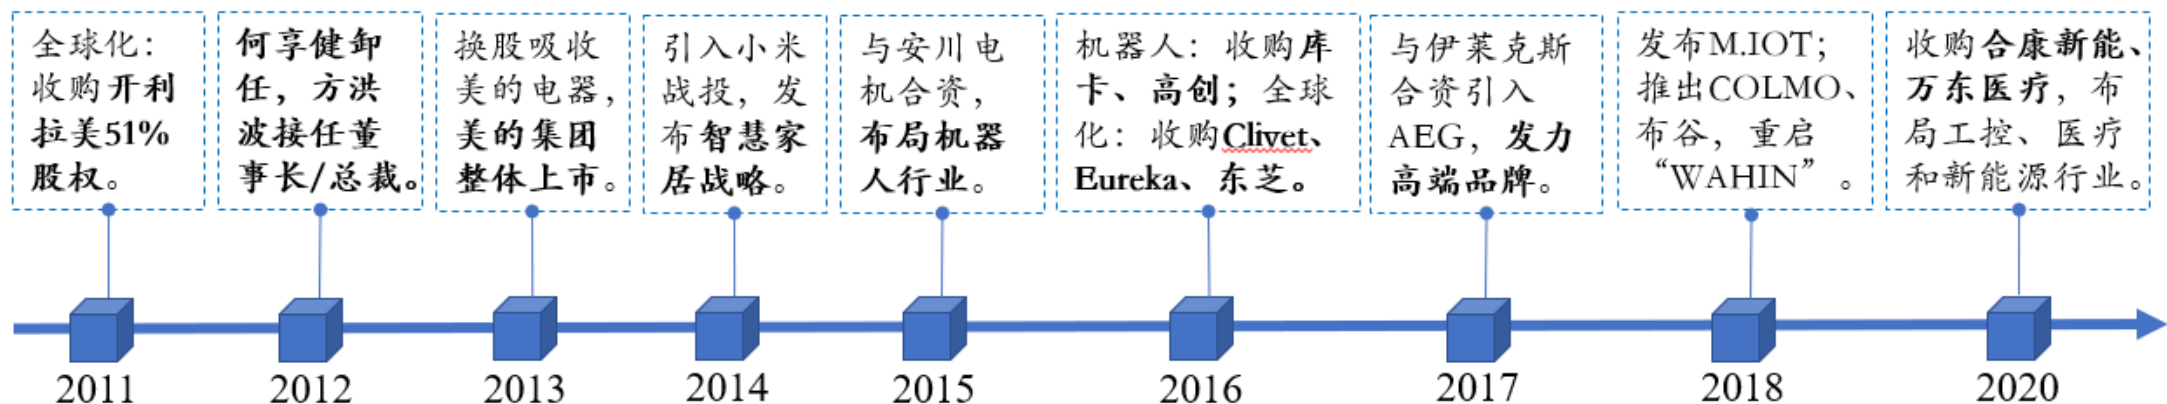 全球化：
收购开利
拉美51%
股权。
何享健卸
任，方洪
波接任董
事长/总裁。
换股吸收
美的电器，
美的集团
整体上市。
引入小米
战投，发
布智慧家
居战略。
与安川电
机合资，
布局机器
人行业。
机器人：收购库
卡、高创；全球
化：收购Clivet、
Eureka、东芝。
与伊莱克斯
合资引入
AEG，发力
高端品牌。
发布M.IOT；
推出COLMO、
布谷，重启
“WAHIN”。
收购合康新能、
万东医疗，布
局工控、医疗
和新能源行业。
2011
2012
2013
2014
2015
2016
2017
2018
2020